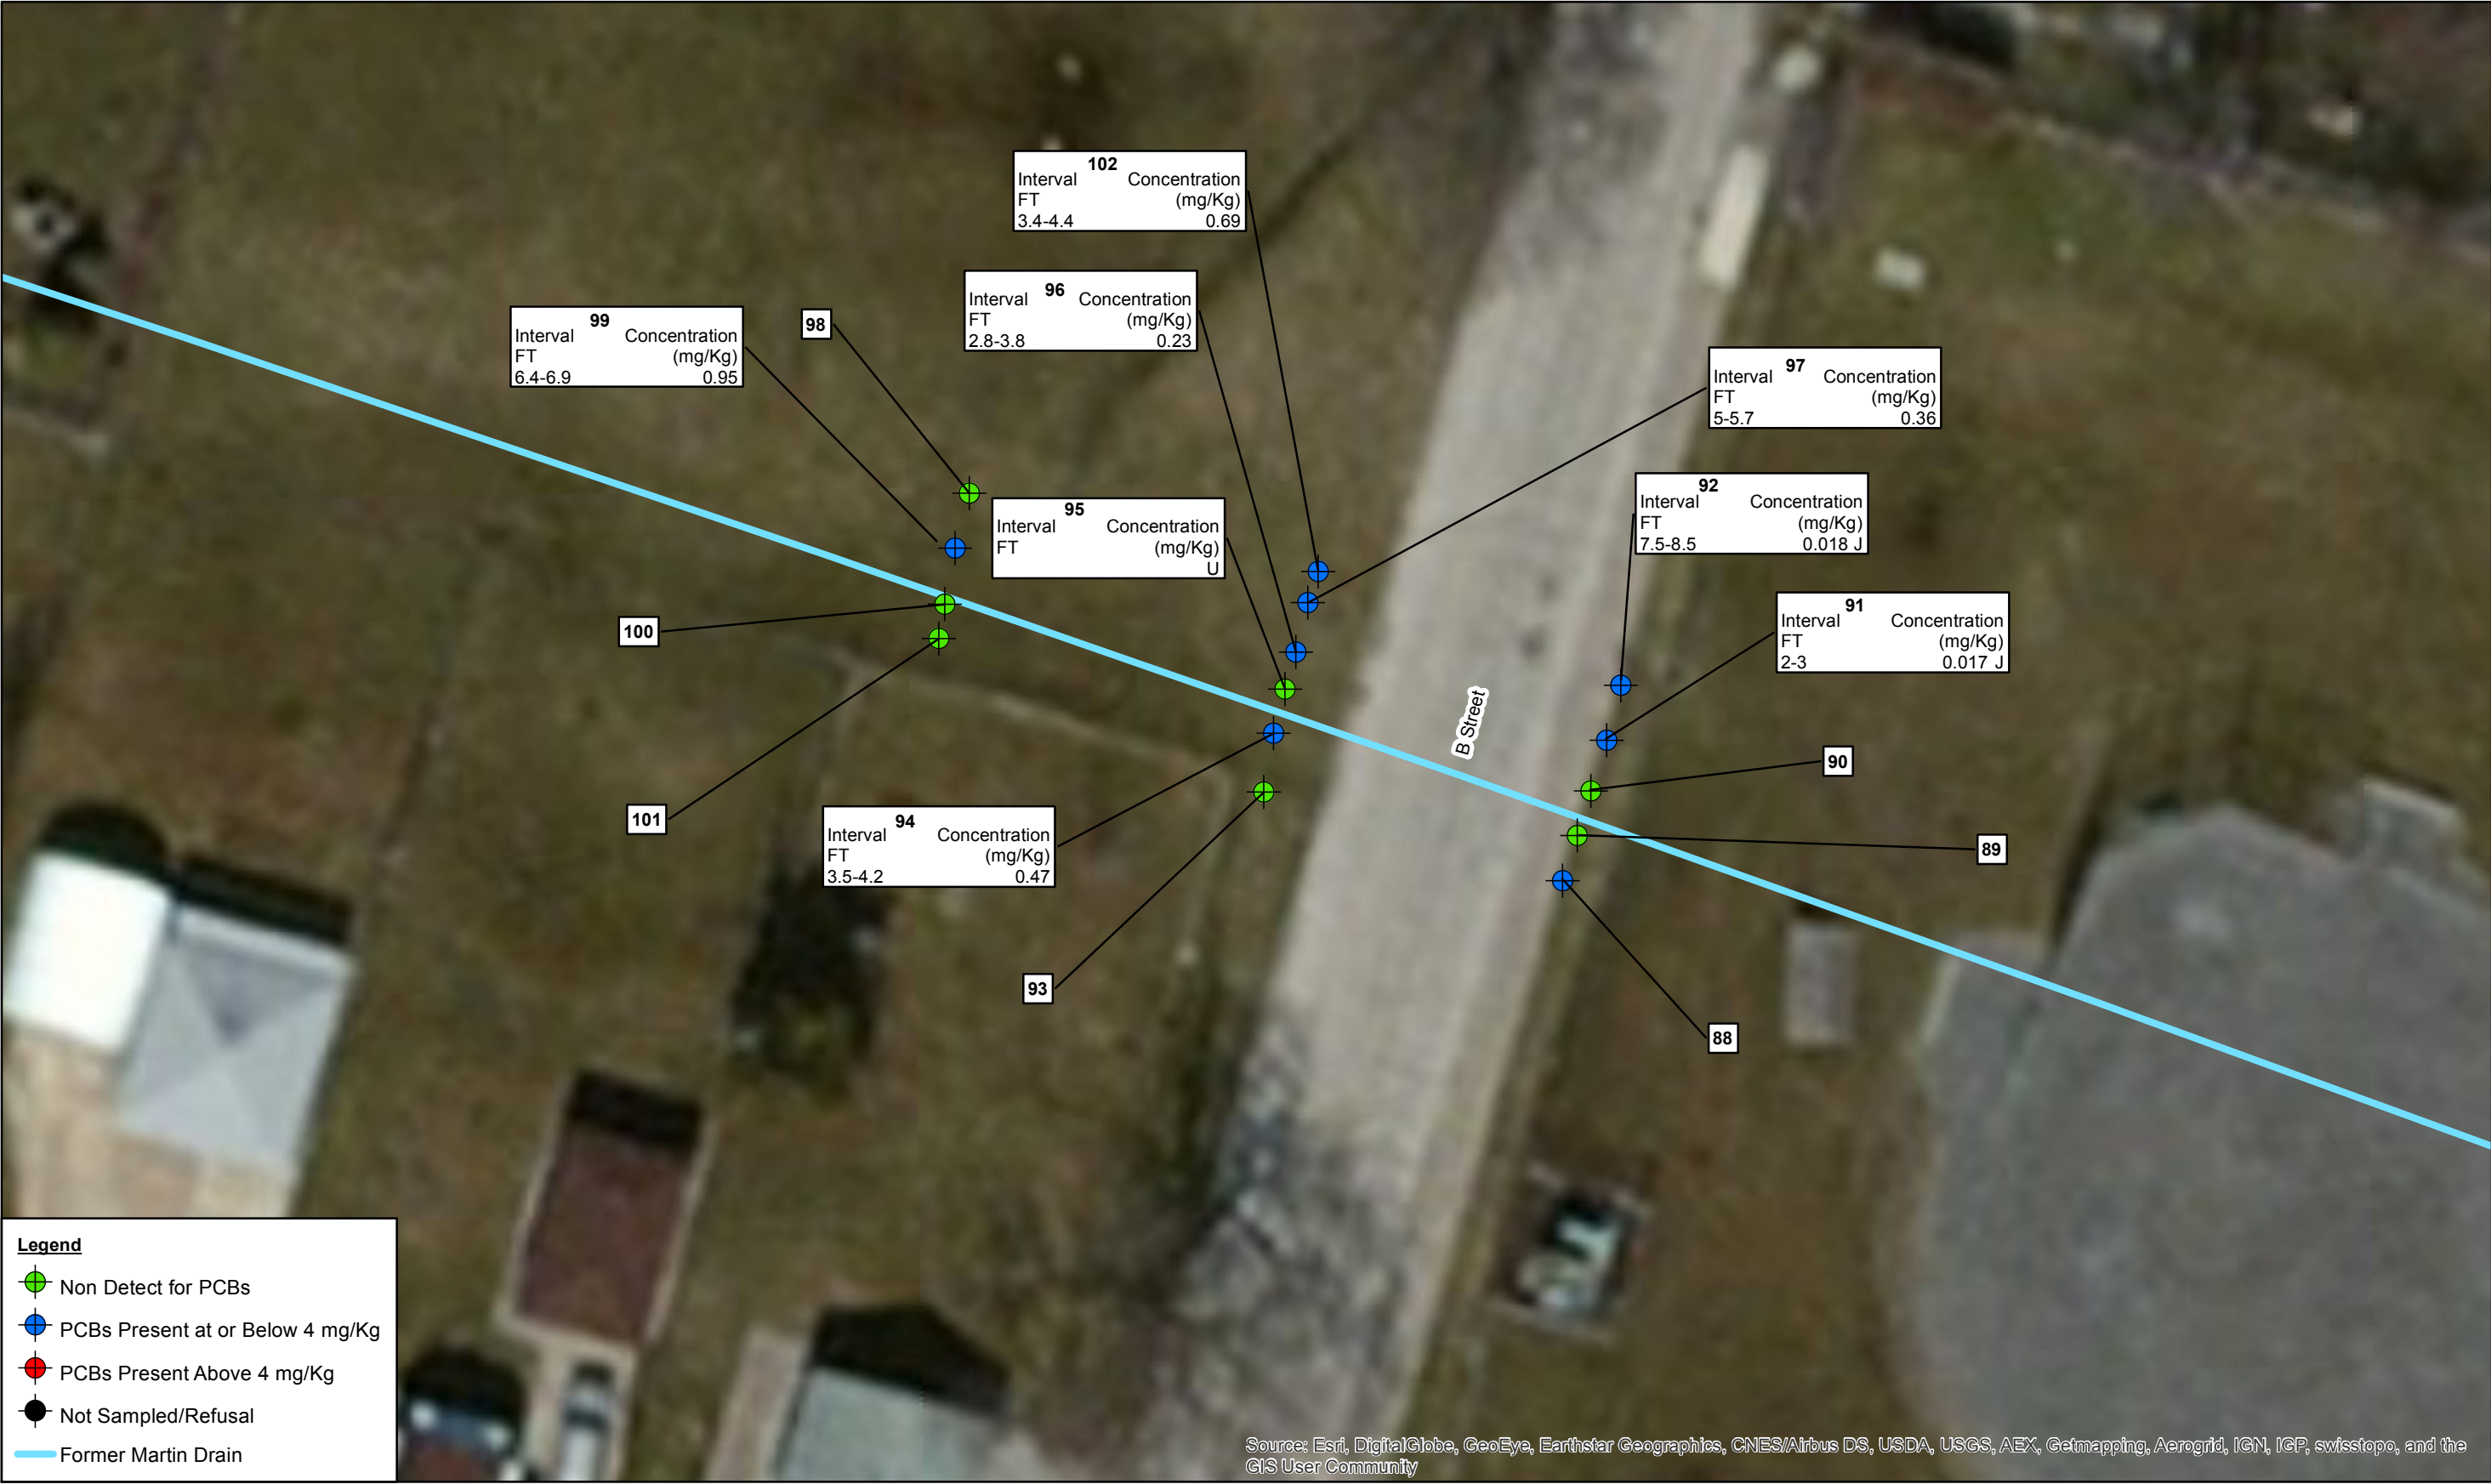 102
Interval Concentration
FT (mg/Kg)
3.4-4.4 0.69
96
Interval Concentration
FT (mg/Kg)
2.8-3.8 0.23
99
Interval Concentration
FT (mg/Kg)
6.4-6.9 0.95
98
97
Interval Concentration
FT (mg/Kg)
5-5.7 0.36
92
Interval Concentration
FT (mg/Kg)
7.5-8.5 0.018 J
95
Interval Concentration
FT (mg/Kg)
U
91
Interval Concentration
FT (mg/Kg)
2-3 0.017 J
100
B Street
90
101
94
Interval Concentration
FT (mg/Kg)
3.5-4.2 0.47
89
93
88
Legend
Non Detect for PCBs
PCBs Present at or Below 4 mg/Kg
PCBs Present Above 4 mg/Kg
Not Sampled/Refusal
Former Martin Drain
Source: Esri, DigitalGlobe, GeoEye, Earthstar Geographics, CNES/Airbus DS, USDA, USGS, AEX, Getmapping, Aerogrid, IGN, IGP, swisstopo, and the
GIS User Community